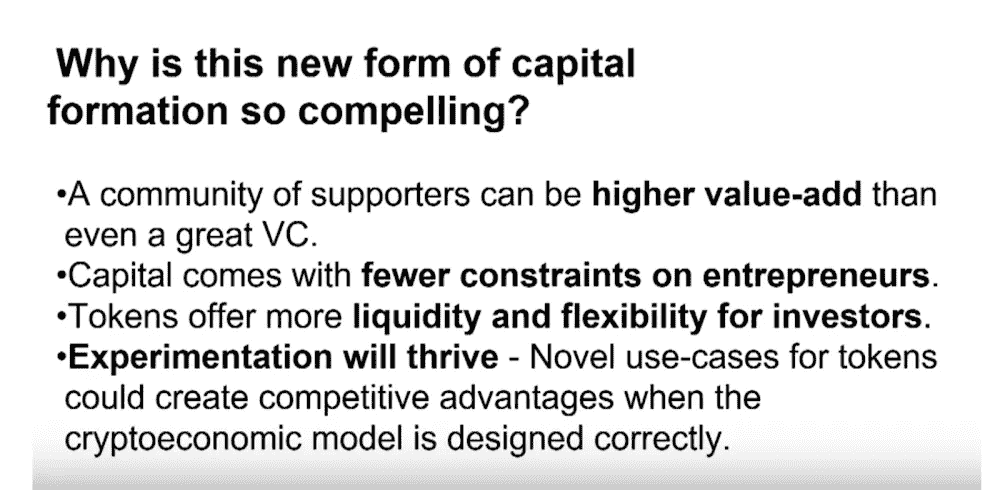 Why is this new form of capital
formation so compelling?
•A community of supporters can be higher value-add than
even a great VC.
•Capital comes with fewer constraints on entrepreneurs.
•Tokens offer more liquidity and flexibility for investors.
•Experimentation will thrive - Novel use-cases for tokens
could create competitive advantages when the
cryptoeconomic model is designed correctly.